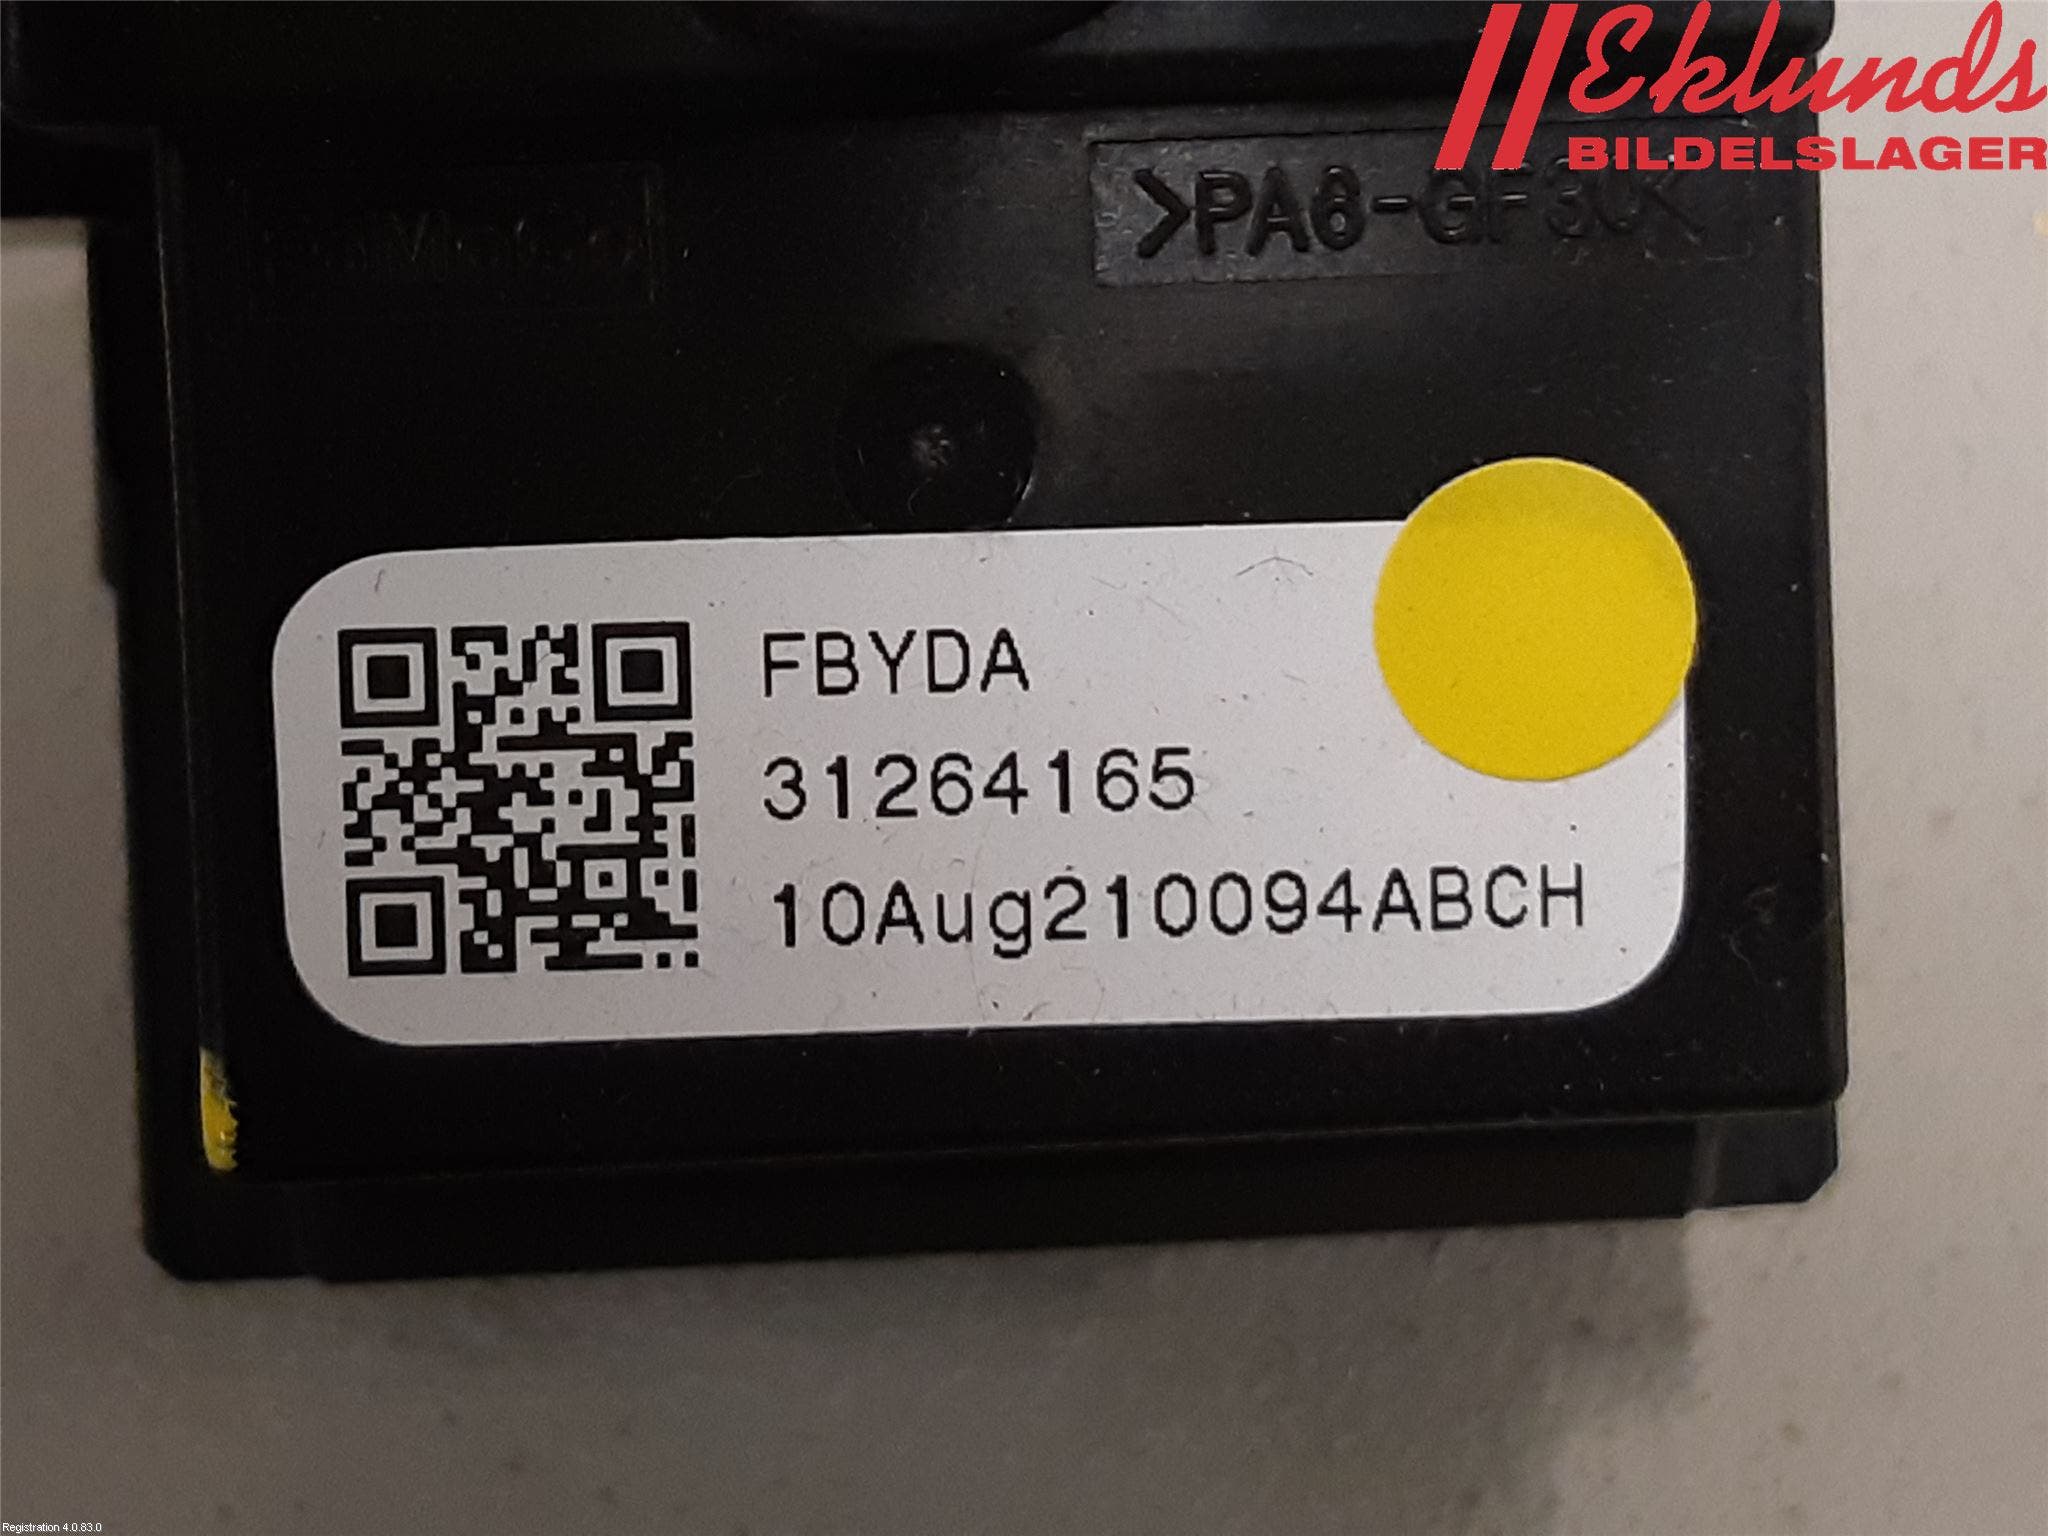 Eklunds
BILDELSLAGER
>PA6-GF30<
FBYDA
31264165
10Aug210094ABCH
Registration 4.0.83.0